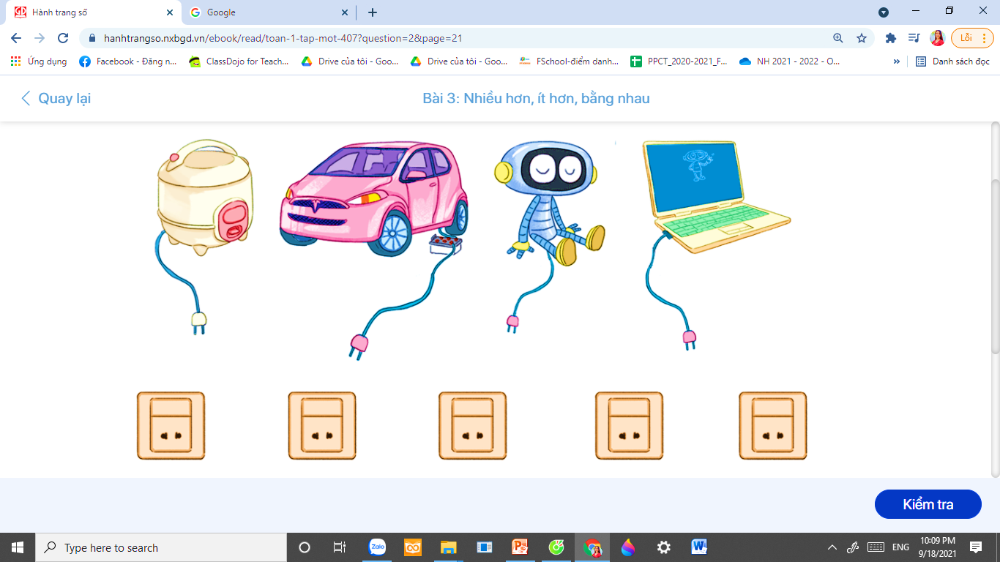 Hành trang số
Google
hanhtrangso.nxbgd.vn/ebook/read/toan-1-tap-mot-407?question=2&page=21
Lỗi
Ứng dụng
Facebook - Đăng n...
ClassDojo for Teach...
Drive của tôi - Goo...
Drive của tôi - Goo...
FSchool-điểm danh...
PPCT_2020-2021_F...
NH 2021 - 2022 - O...
»
Danh sách đọc
Quay lại
Bài 3: Nhiều hơn, ít hơn, bằng nhau
Kiểm tra
Type here to search
Zalo
ENG
10:09 PM
9/18/2021